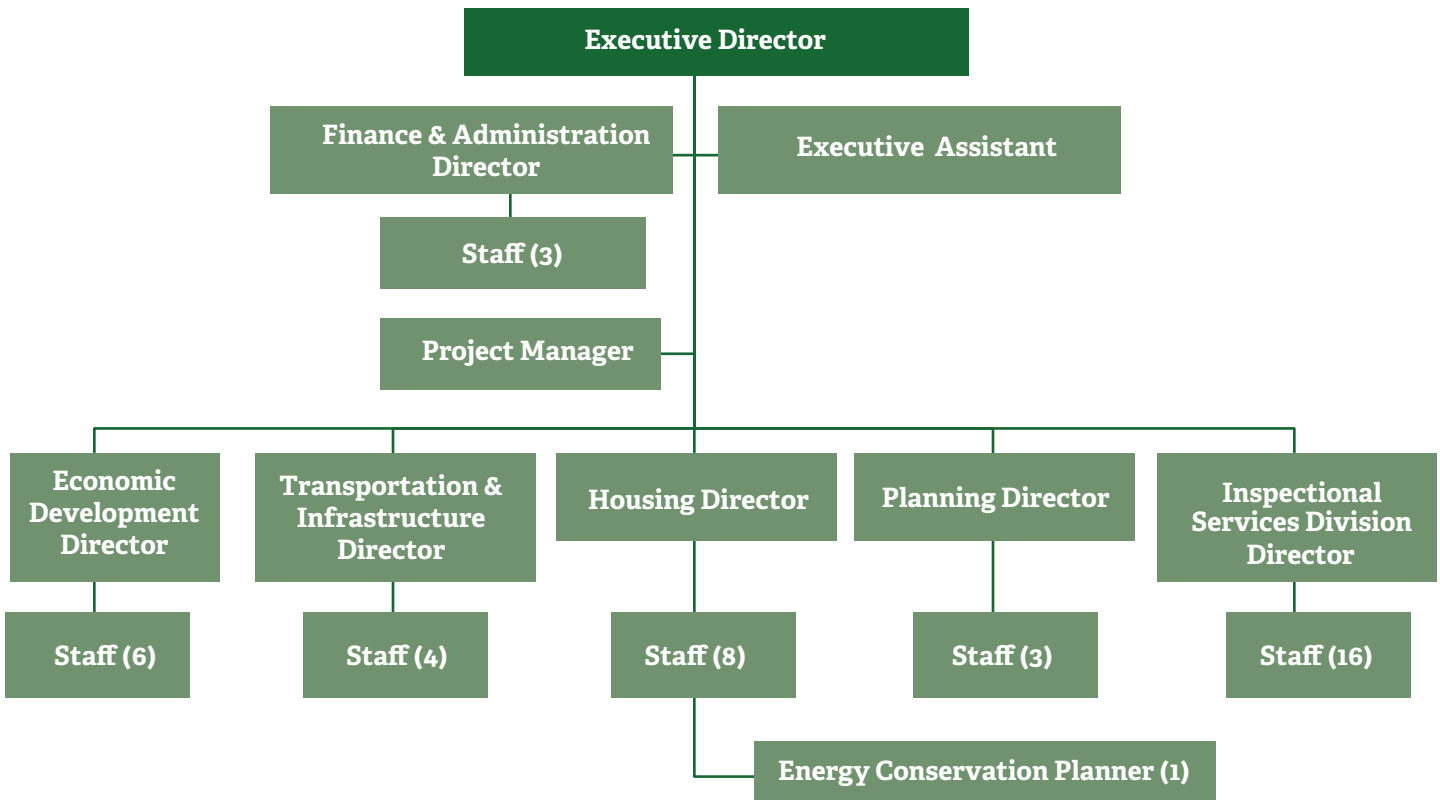 Executive Director
Finance & Administration
Director
Executive Assistant
Staff (3)
Project Manager
Economic
Development
Director
Transportation &
Infrastructure
Director
Housing Director
Planning Director
Inspectional
Services Division
Director
Staff (6)
Staff (4)
Staff (8)
Staff (3)
Staff (16)
Energy Conservation Planner (1)